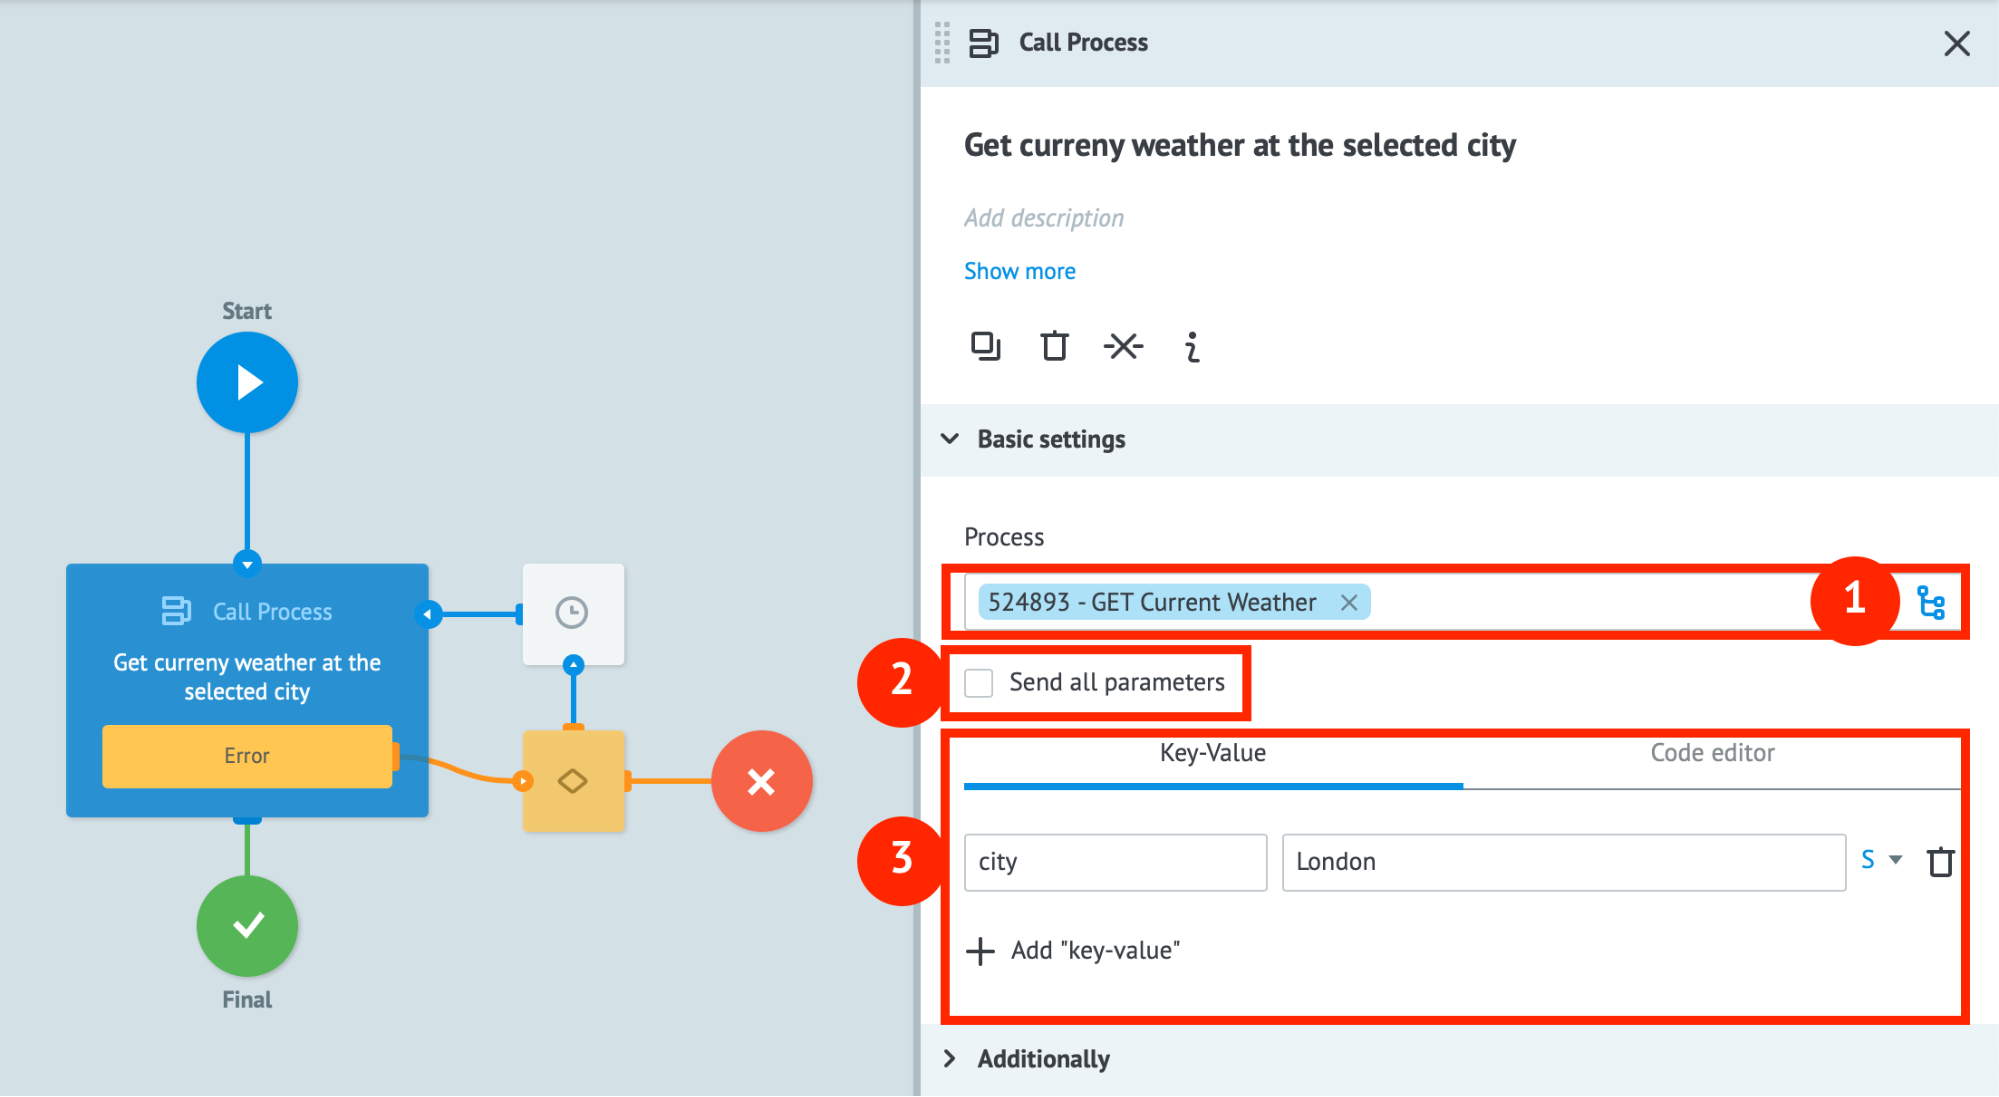 Start
Call Process
Get curreny weather at the
selected city
Error
Final
Call Process
Get curreny weather at the selected city
Add description
Show more
Basic settings
Process
524893 - GET Current Weather
1
2
Send all parameters
Key-Value
Code editor
3
city
London
S
Add "key-value"
Additionally